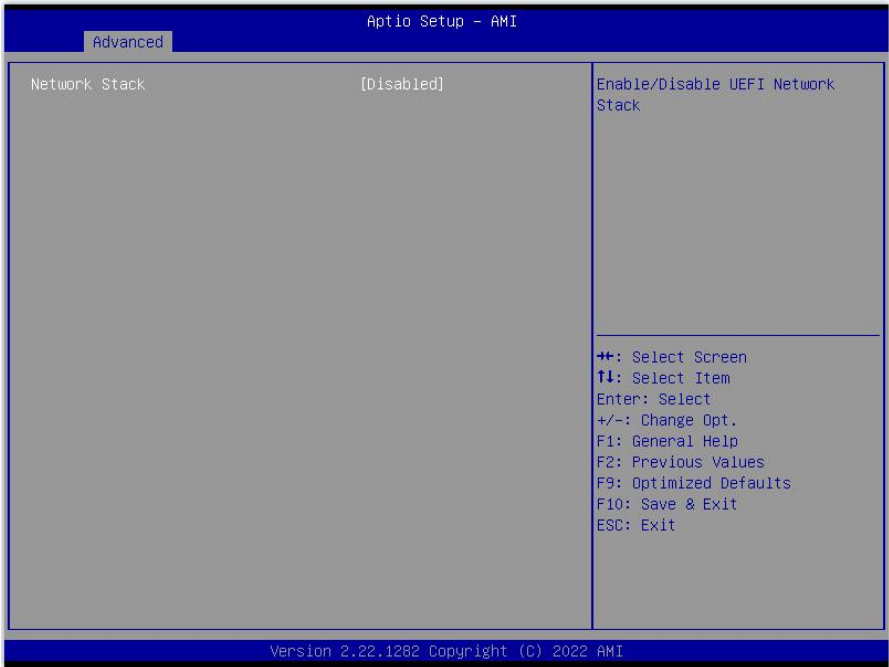 Aptio Setup – AMI
Advanced
Network Stack [Disabled]
Enable/Disable UEFI Network
Stack
→←: Select Screen
↑↓: Select Item
Enter: Select
+/-: Change Opt.
F1: General Help
F2: Previous Values
F9: Optimized Defaults
F10: Save & Exit
ESC: Exit
Version 2.22.1282 Copyright (C) 2022 AMI